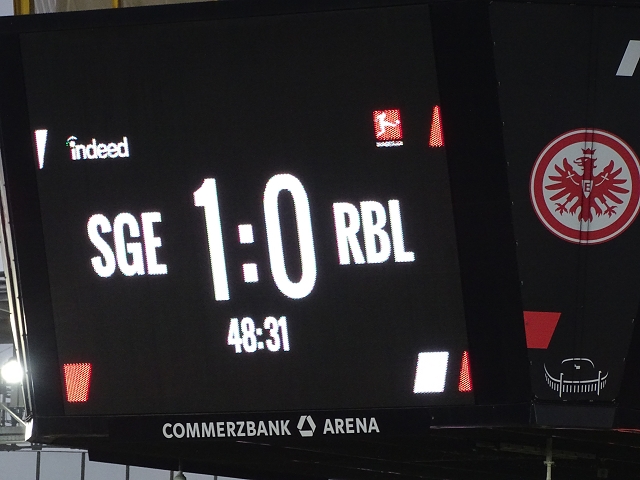 indeed
SGE 1:0 RBL
48:31
COMMERZBANK ARENA